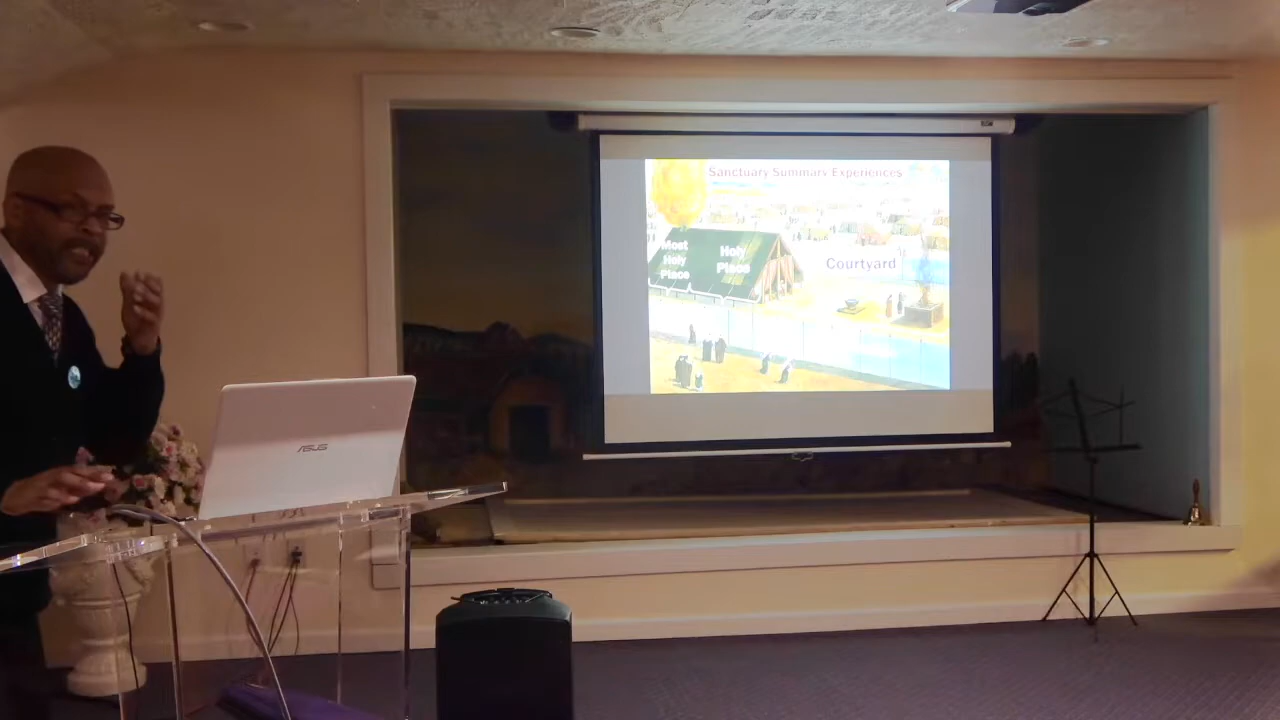 Sanctuary Summary Experiences
Most
Holy
Place
Holy
Place
Courtyard
ASUS